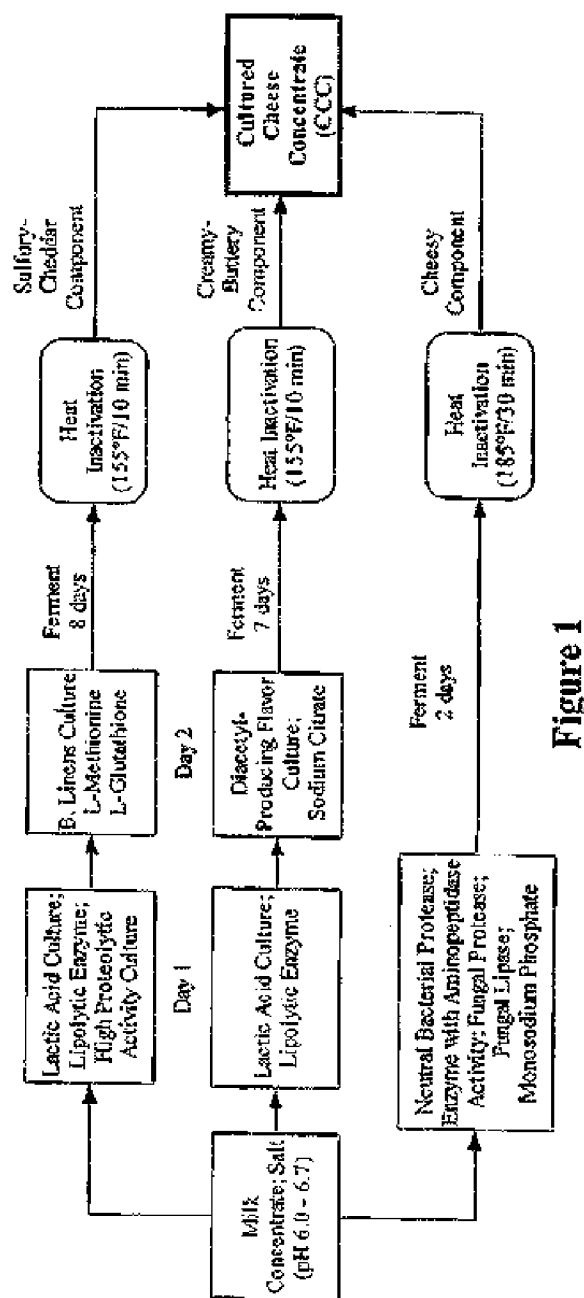 Milk
Concentrate; Salt
(pH 6.0 - 6.7)
Lactic Acid Culture;
Lipolytic Enzyme;
High Proteolytic
Activity Culture
Day 1
Lactic Acid Culture;
Lipolytic Enzyme
Neutral Bacterial Protease;
Enzyme with Aminopeptidase
Activity; Fungal Protease;
Fungal Lipase;
Monosodium Phosphate
B. Linens Culture
L-Methionine
L-Glutathione
Day 2
Diacetyl-
Producing Flavor
Culture;
Sodium Citrate
Ferment
8 days
Ferment
7 days
Ferment
2 days
Heat
Inactivation
(155°F/10 min)
Heat Inactivation
(155°F/10 min)
Heat
Inactivation
(185°F/30 min)
Sulfury-
Cheddar
Component
Creamy-
Buttery
Component
Cheesy
Component
Cultured
Cheese
Concentrate
(CCC)
Figure 1